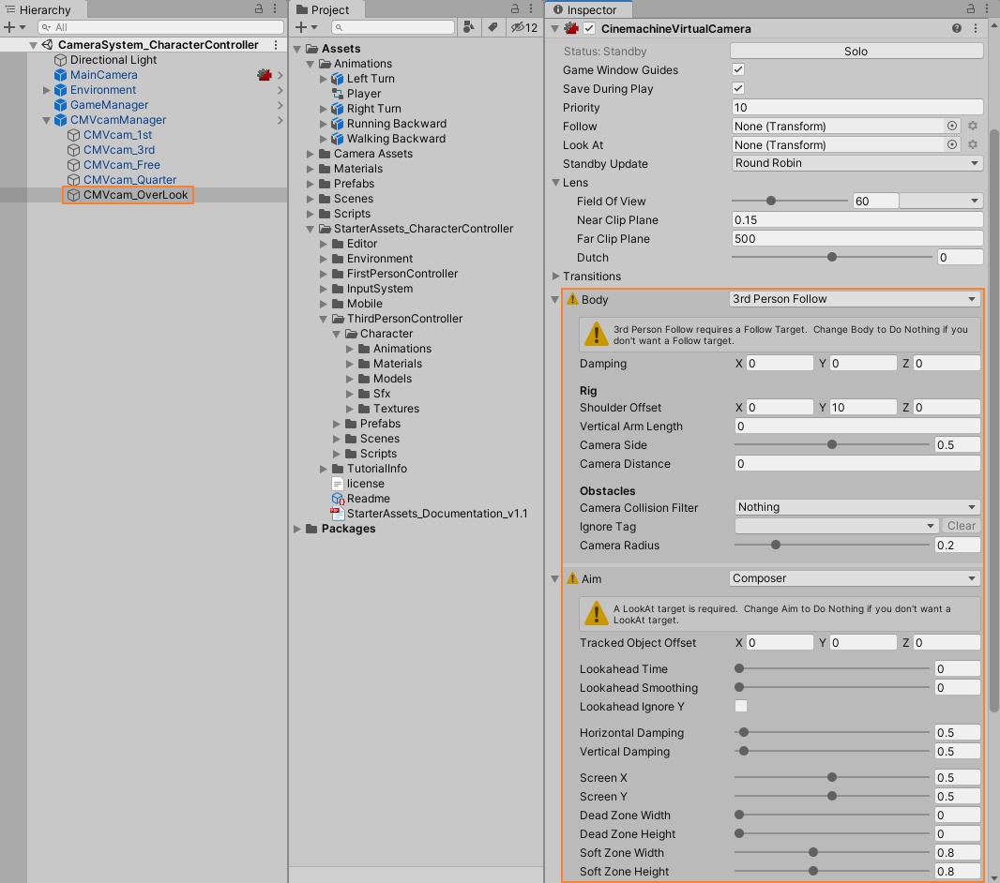 Hierarchy
All
CameraSystem_CharacterController
Directional Light
MainCamera
Environment
GameManager
CMVcamManager
CMVcam_1st
CMVcam_3rd
CMVcam_Free
CMVcam_Quarter
CMVcam_OverLook
Project
12
Assets
Animations
Left Turn
Player
Right Turn
Running Backward
Walking Backward
Camera Assets
Materials
Prefabs
Scenes
Scripts
StarterAssets_CharacterController
Editor
Environment
FirstPersonController
InputSystem
Mobile
ThirdPersonController
Character
Animations
Materials
Models
Sfx
Textures
Prefabs
Scenes
Scripts
TutorialInfo
license
Readme
StarterAssets_Documentation_v1.1
Packages
Inspector
CinemachineVirtualCamera
Status: Standby Solo
Game Window Guides
Save During Play
Priority 10
Follow None (Transform)
Look At None (Transform)
Standby Update Round Robin
Lens
Field Of View 60
Near Clip Plane 0.15
Far Clip Plane 500
Dutch 0
Transitions
Body 3rd Person Follow
3rd Person Follow requires a Follow Target. Change Body to Do Nothing if you
don't want a Follow target.
Damping X 0 Y 0 Z 0
Rig
Shoulder Offset X 0 Y 10 Z 0
Vertical Arm Length 0
Camera Side 0.5
Camera Distance 0
Obstacles
Camera Collision Filter Nothing
Ignore Tag Clear
Camera Radius 0.2
Aim Composer
A LookAt target is required. Change Aim to Do Nothing if you don't want a
LookAt target.
Tracked Object Offset X 0 Y 0 Z 0
Lookahead Time 0
Lookahead Smoothing 0
Lookahead Ignore Y
Horizontal Damping 0.5
Vertical Damping 0.5
Screen X 0.5
Screen Y 0.5
Dead Zone Width 0
Dead Zone Height 0
Soft Zone Width 0.8
Soft Zone Height 0.8